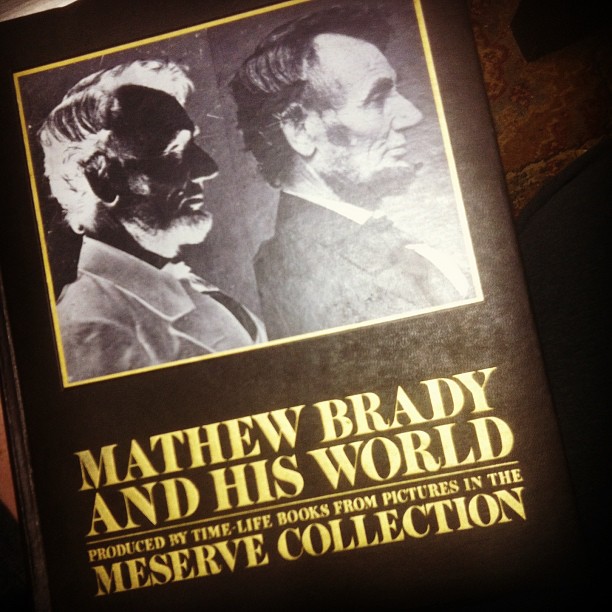 MATHEW BRADY
AND HIS WORLD
PRODUCED BY TIME-LIFE BOOKS FROM PICTURES IN THE
MESERVE COLLECTION